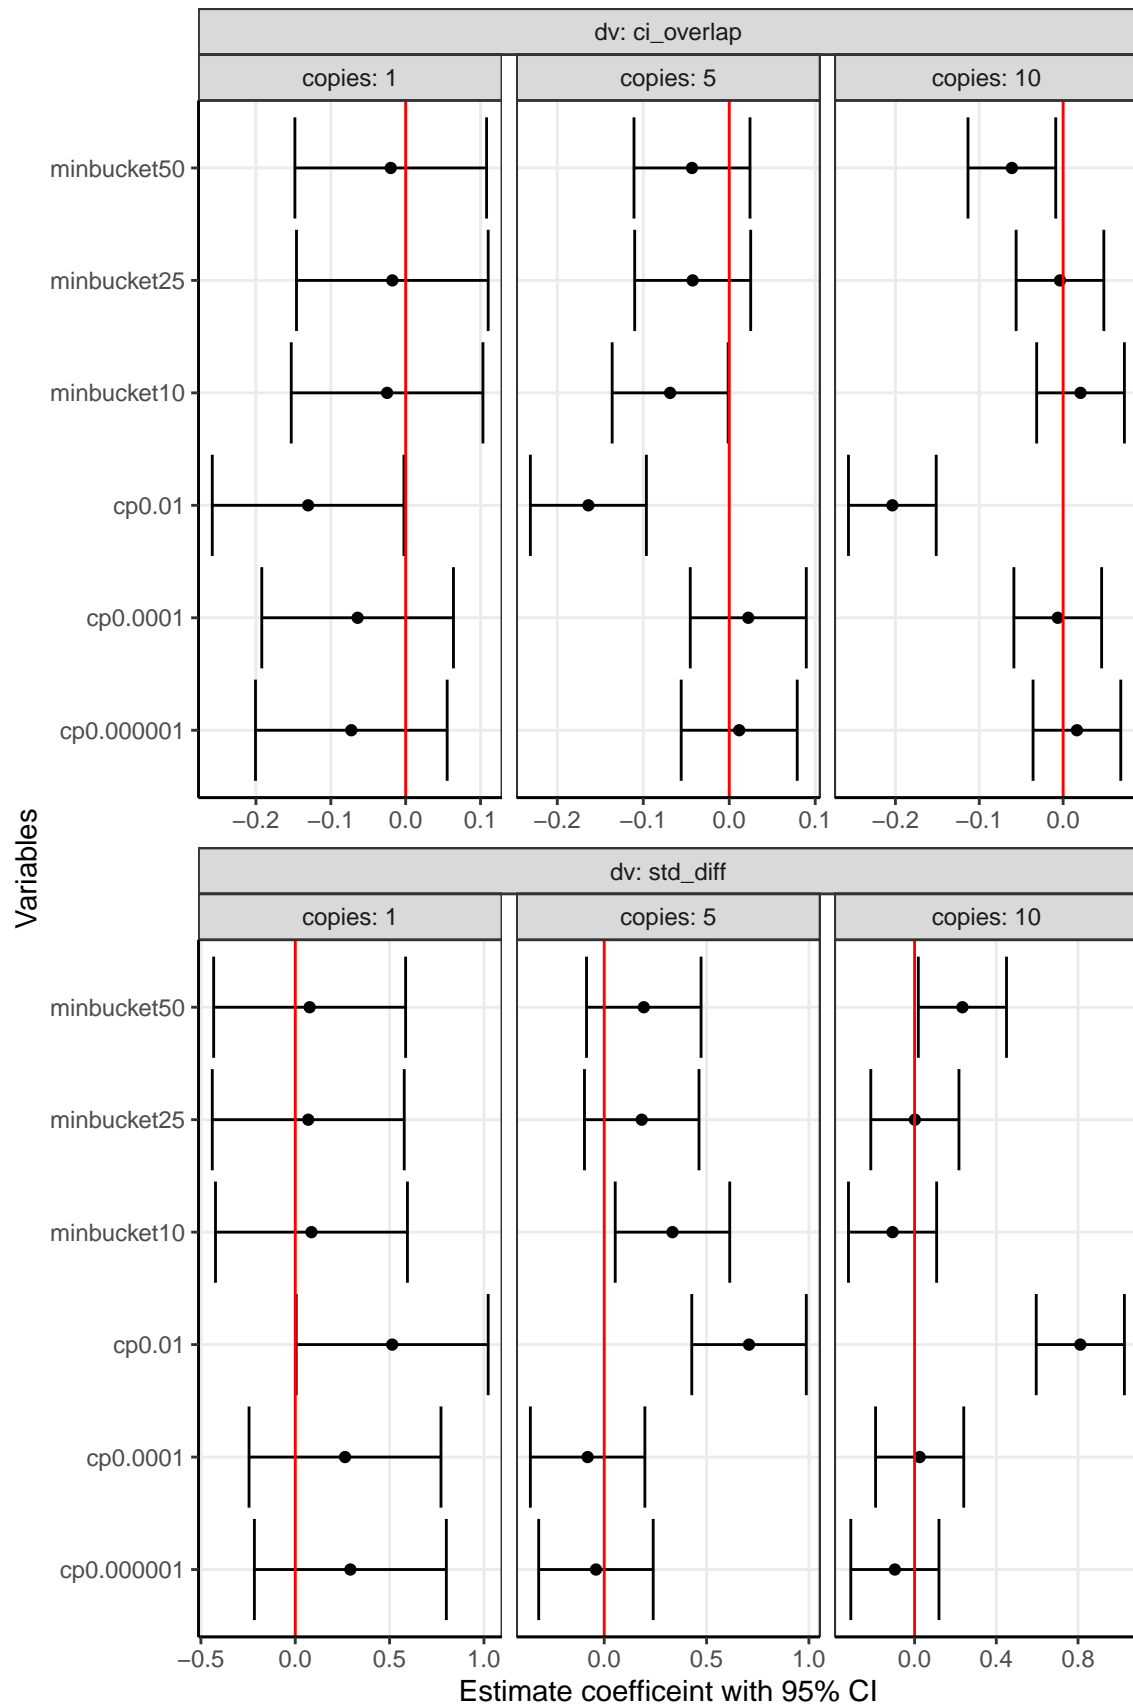 dv: ci_overlap
copies: 1 copies: 5 copies: 10
minbucket50
minbucket25
minbucket10
cp0.01
cp0.0001
cp0.000001
−0.2 −0.1 0.0 0.1 −0.2 −0.1 0.0 0.1 −0.2 −0.1 0.0
Variables
dv: std_diff
copies: 1 copies: 5 copies: 10
minbucket50
minbucket25
minbucket10
cp0.01
cp0.0001
cp0.000001
−0.5 0.0 0.5 1.0 0.0 0.5 1.0 0.0 0.4 0.8
Estimate coefficeint with 95% CI